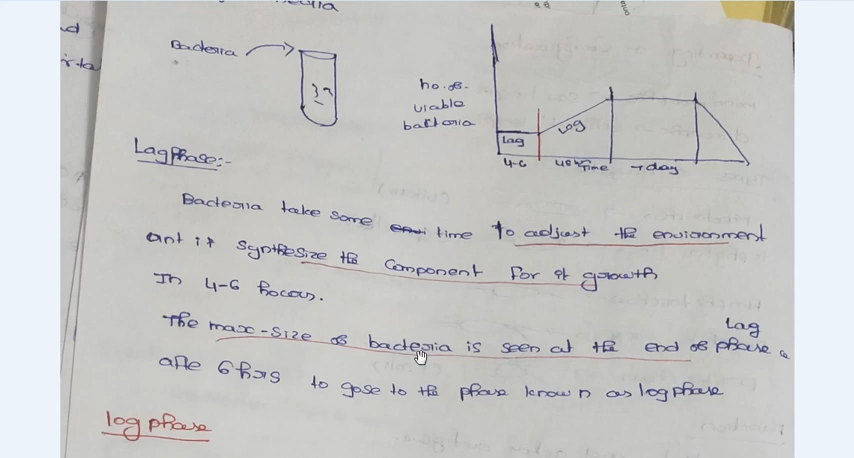 d
Bacteria
no. of.
viable
bacteria
Lag
Log
4-6
Time
day
Lag Phase:-
Bacteria take some time to adjust the environment
ant it synthesize the component for it growth
In 4-6 hocus.
Lag
The max-size of bacteria is seen at the end of phase
afte 6 hrs to gose to the phase known as log phase
log phase